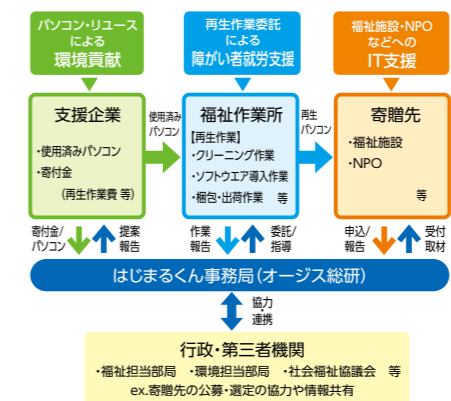 パソコン・リユース
による
環境貢献
再生作業委託
による
障がい者就労支援
福祉施設・NPO
などへの
IT支援
支援企業
・使用済みパソコン
・寄付金
(再生作業費 等)
使用済み
パソコン
福祉作業所
【再生作業】
・クリーニング作業
・ソフトウエア導入作業
・梱包・出荷作業 等
再生
パソコン
寄贈先
・福祉施設
・NPO
等
寄付金/
パソコン
提案
報告
作業
報告
委託/
指導
申込/
報告
受付
取材
はじまるくん事務局(オージス総研)
協力
・
連携
行政・第三者機関
・福祉担当部局 ・環境担当部局 ・社会福祉協議会 等
ex.寄贈先の公募・選定の協力や情報共有